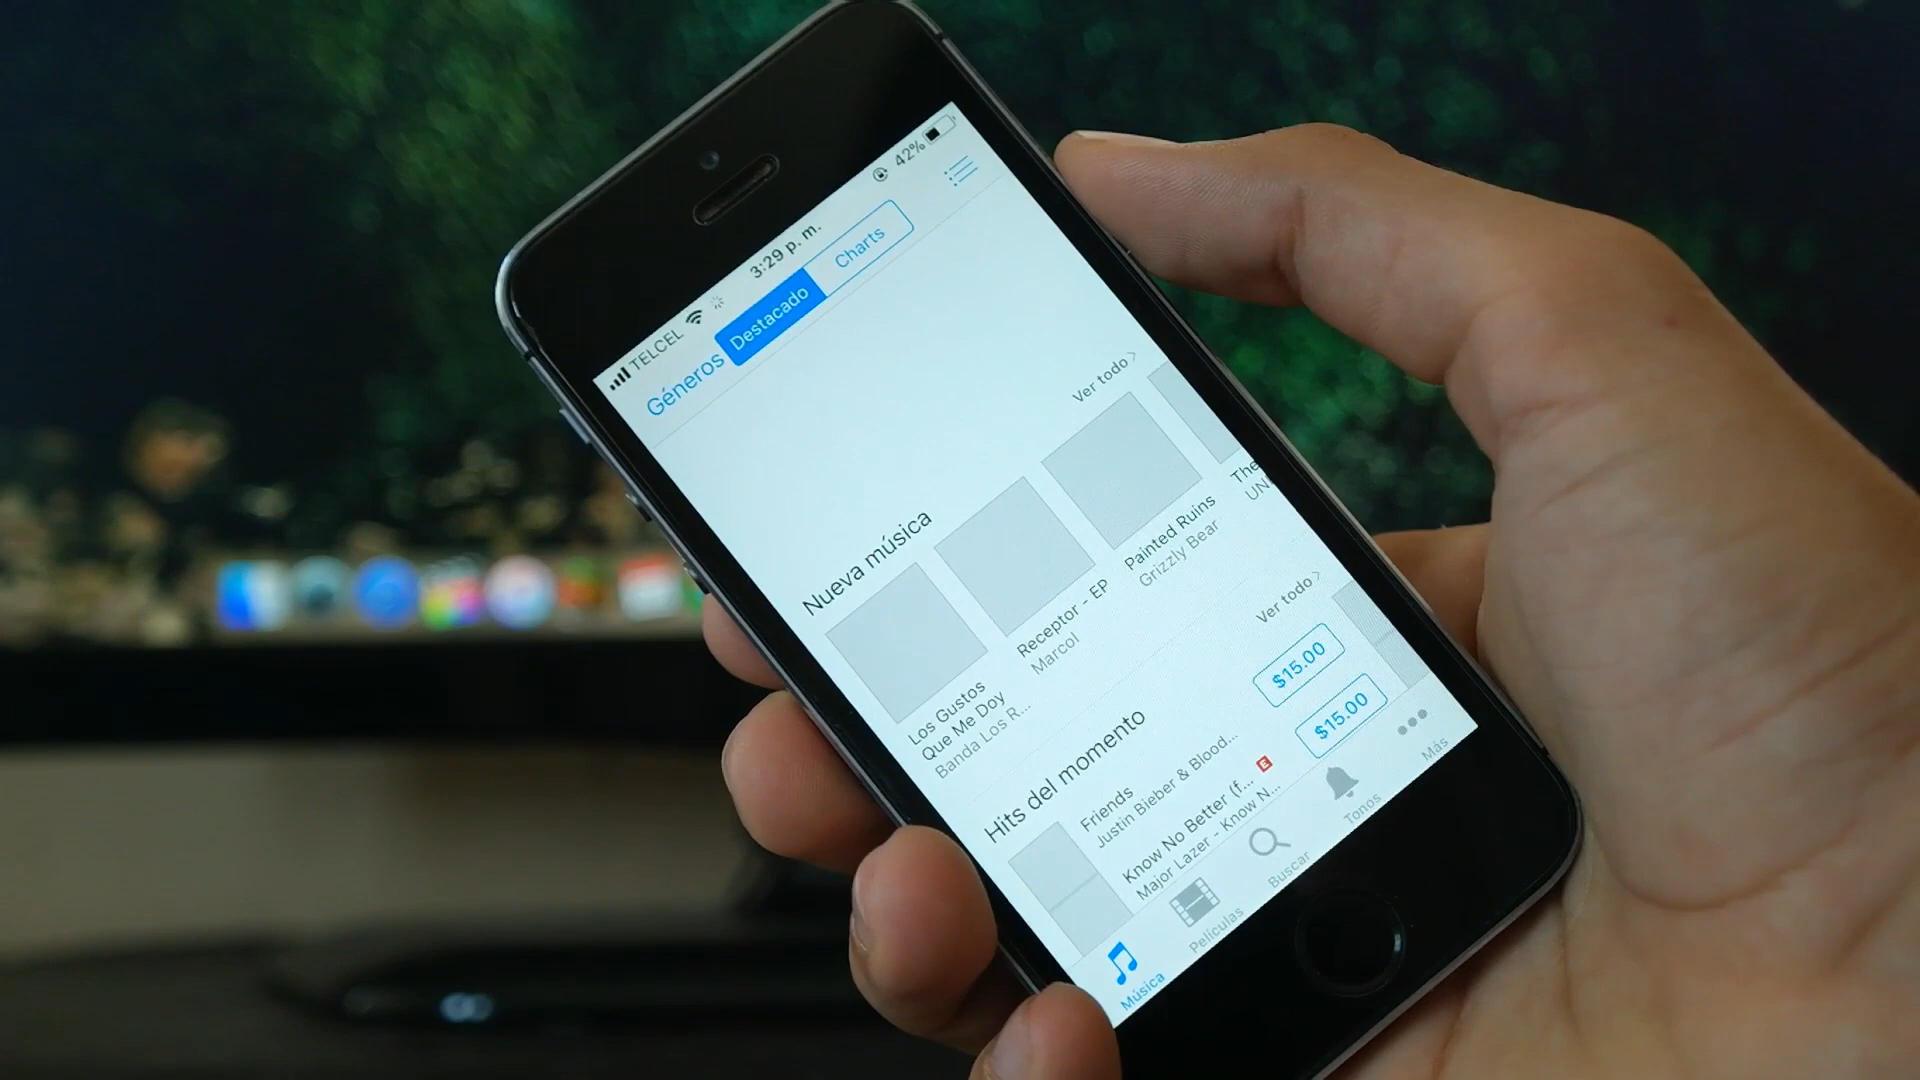 TELCEL 3:29 p. m. 42%
Géneros Destacado Charts
Nueva música Ver todo >
Los Gustos
Que Me Doy
Banda Los R...
Receptor - EP
Marcol
Painted Ruins
Grizzly Bear
The
UN
Hits del momento Ver todo >
Friends
Justin Bieber & Blood...
$15.00
Know No Better (f... E
Major Lazer - Know N...
$15.00
Música Películas Buscar Tonos Más